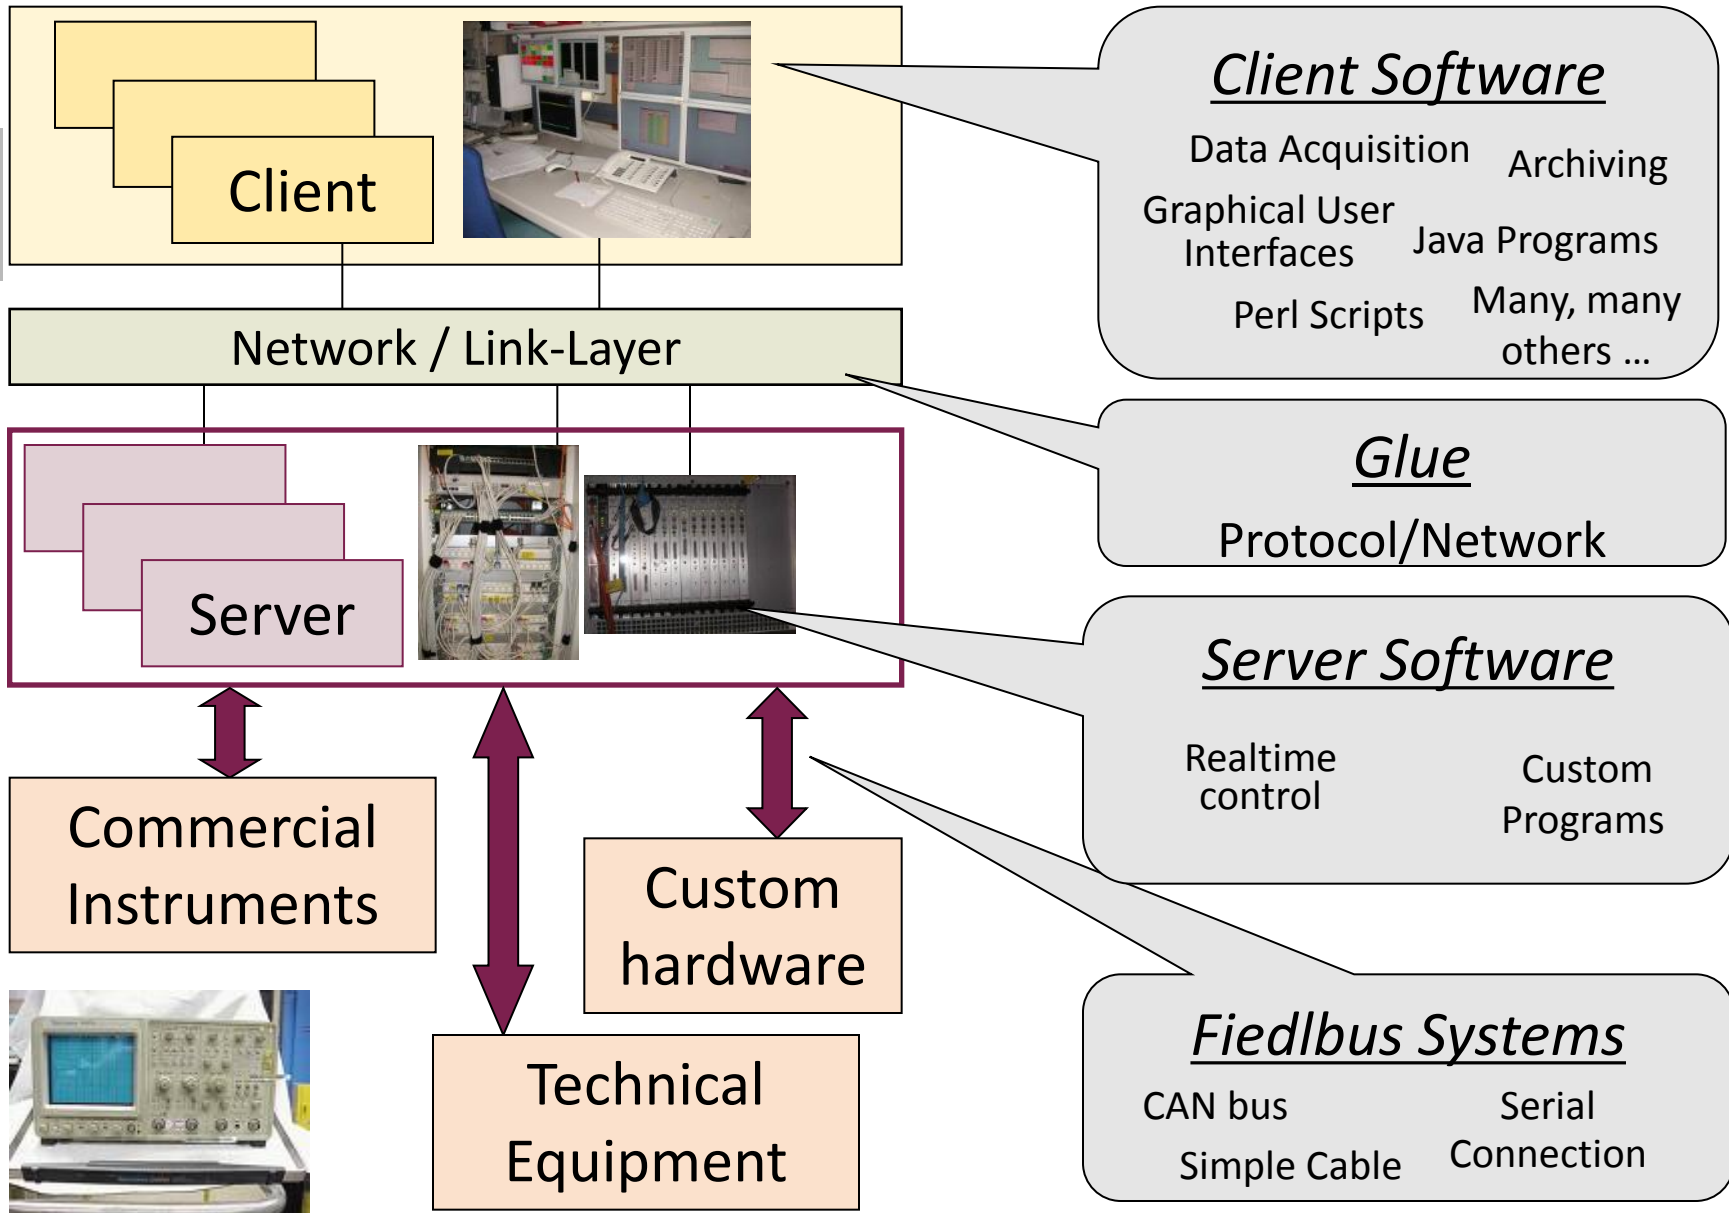 Client
Network / Link-Layer
Server
Commercial
Instruments
Custom
hardware
Technical
Equipment
Client Software
Data Acquisition
Archiving
Graphical User
Interfaces
Java Programs
Perl Scripts
Many, many
others ...
Glue
Protocol/Network
Server Software
Realtime
control
Custom
Programs
Fiedlbus Systems
CAN bus
Serial
Connection
Simple Cable